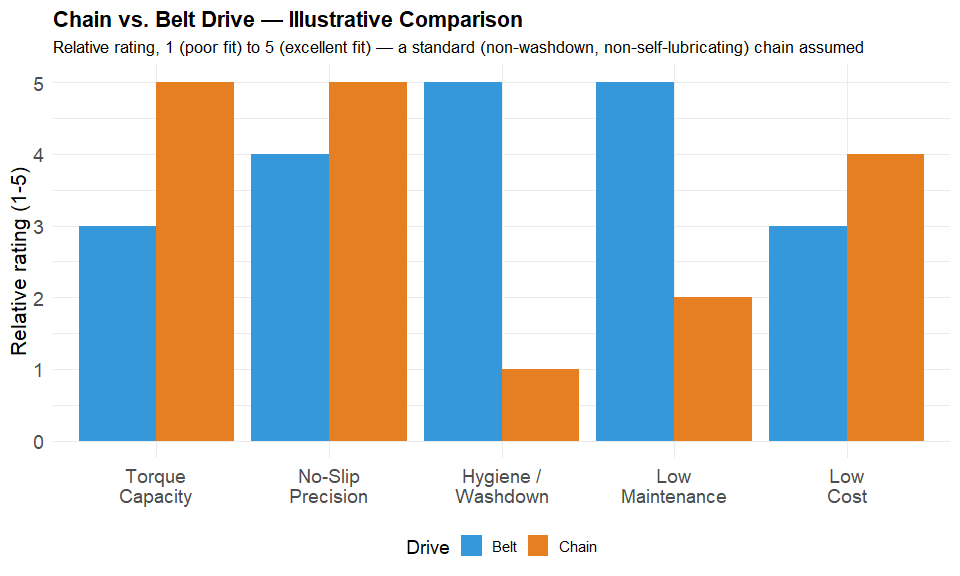 Chain vs. Belt Drive — Illustrative Comparison
Relative rating, 1 (poor fit) to 5 (excellent fit) — a standard (non-washdown, non-self-lubricating) chain assumed
Relative rating (1-5)
5
4
3
2
1
0
Torque
Capacity
No-Slip
Precision
Hygiene /
Washdown
Low
Maintenance
Low
Cost
Drive
Belt
Chain